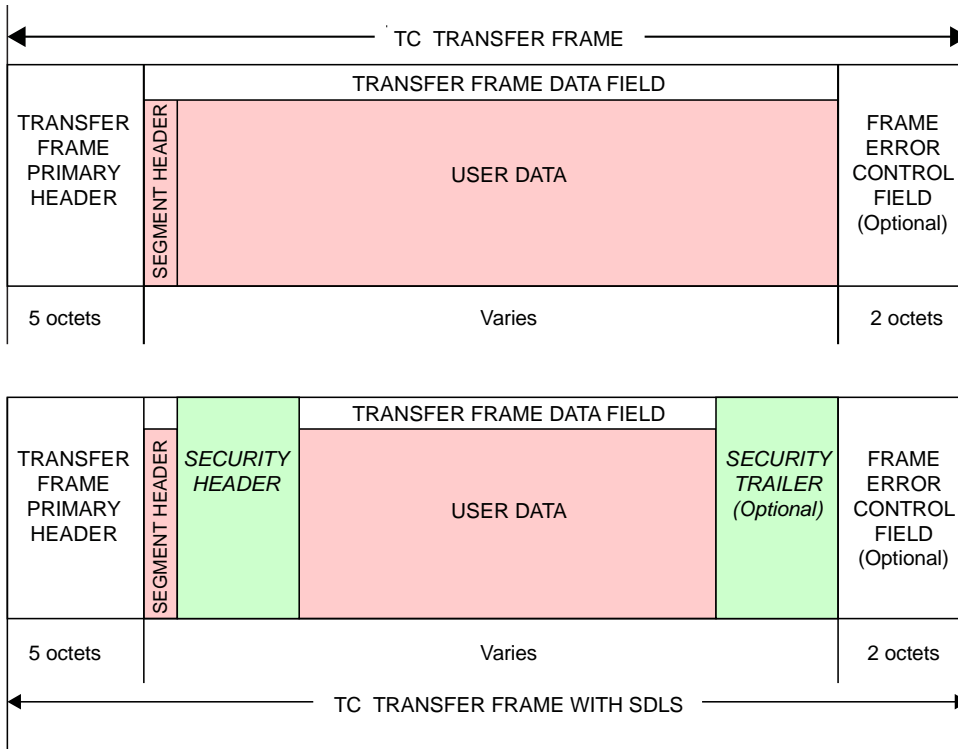 TC TRANSFER FRAME
TRANSFER FRAME DATA FIELD
TRANSFER
FRAME
PRIMARY
HEADER
SEGMENT HEADER
USER DATA
FRAME
ERROR
CONTROL
FIELD
(Optional)
5 octets
Varies
2 octets
TRANSFER FRAME DATA FIELD
TRANSFER
FRAME
PRIMARY
HEADER
SEGMENT HEADER
SECURITY
HEADER
USER DATA
SECURITY
TRAILER
(Optional)
FRAME
ERROR
CONTROL
FIELD
(Optional)
5 octets
Varies
2 octets
TC TRANSFER FRAME WITH SDLS